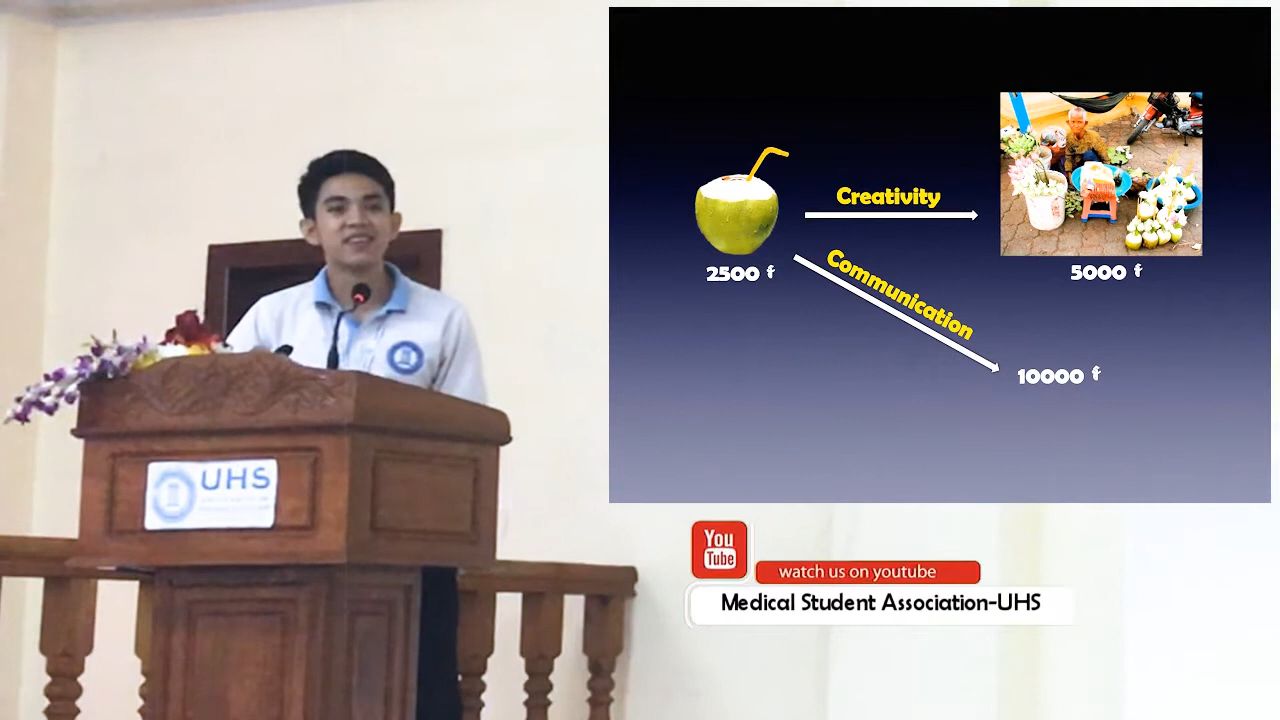 Creativity
Communication
2500 ៛
5000 ៛
10000 ៛
UHS
You
Tube
watch us on youtube
Medical Student Association-UHS